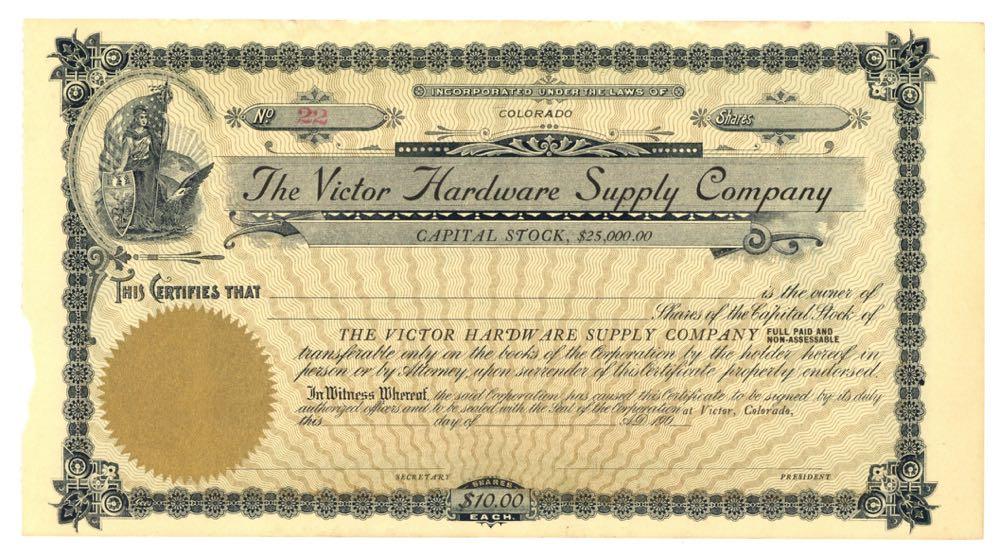 INCORPORATED UNDER THE LAWS OF
COLORADO
No 22
Shares
The Victor Hardware Supply Company
CAPITAL STOCK, $25,000.00
THIS CERTIFIES THAT is the owner of
Shares of the Capital Stock of
THE VICTOR HARDWARE SUPPLY COMPANY FULL PAID AND NON-ASSESSABLE
transferable only on the books of the Corporation by the holder hereof in
person or by Attorney, upon surrender of this Certificate properly endorsed.
In Witness Whereof, the said Corporation has caused this Certificate to be signed by its duly
authorized officers and to be sealed with the Seal of the Corporation at Victor, Colorado,
this day of A.D. 190
SECRETARY PRESIDENT
SHARES
$10.00
EACH.